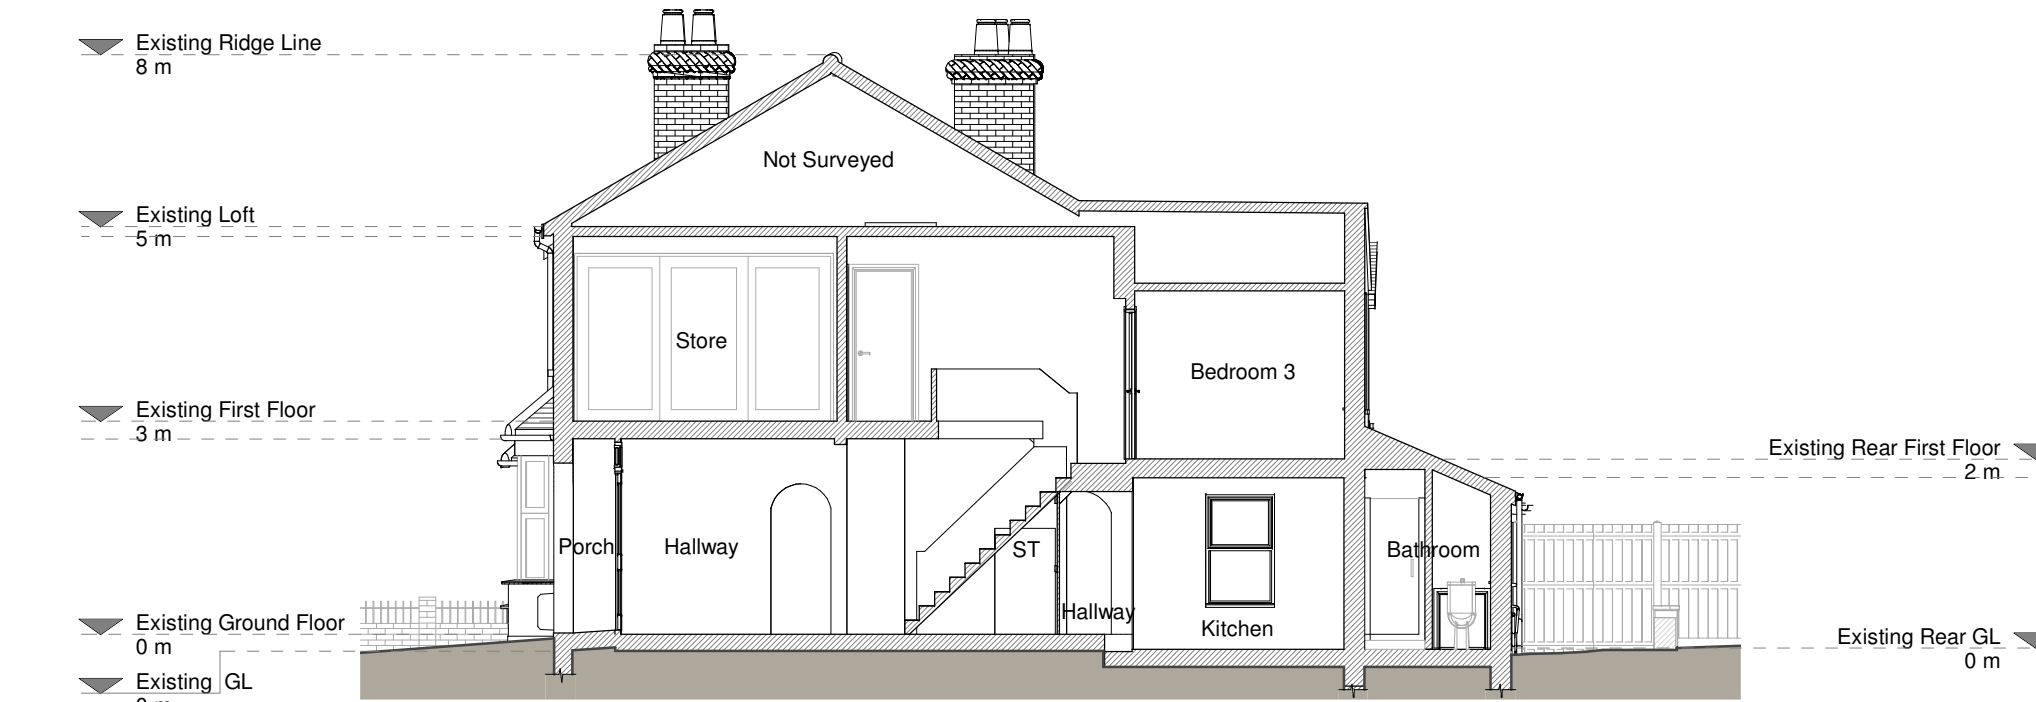 Existing Ridge Line
8 m
Not Surveyed
Existing Loft
5 m
Store
Bedroom 3
Existing First Floor
3 m
Existing Rear First Floor
2 m
Porch
Hallway
ST
Bathroom
Hallway
Kitchen
Existing Ground Floor
0 m
Existing Rear GL
0 m
Existing GL